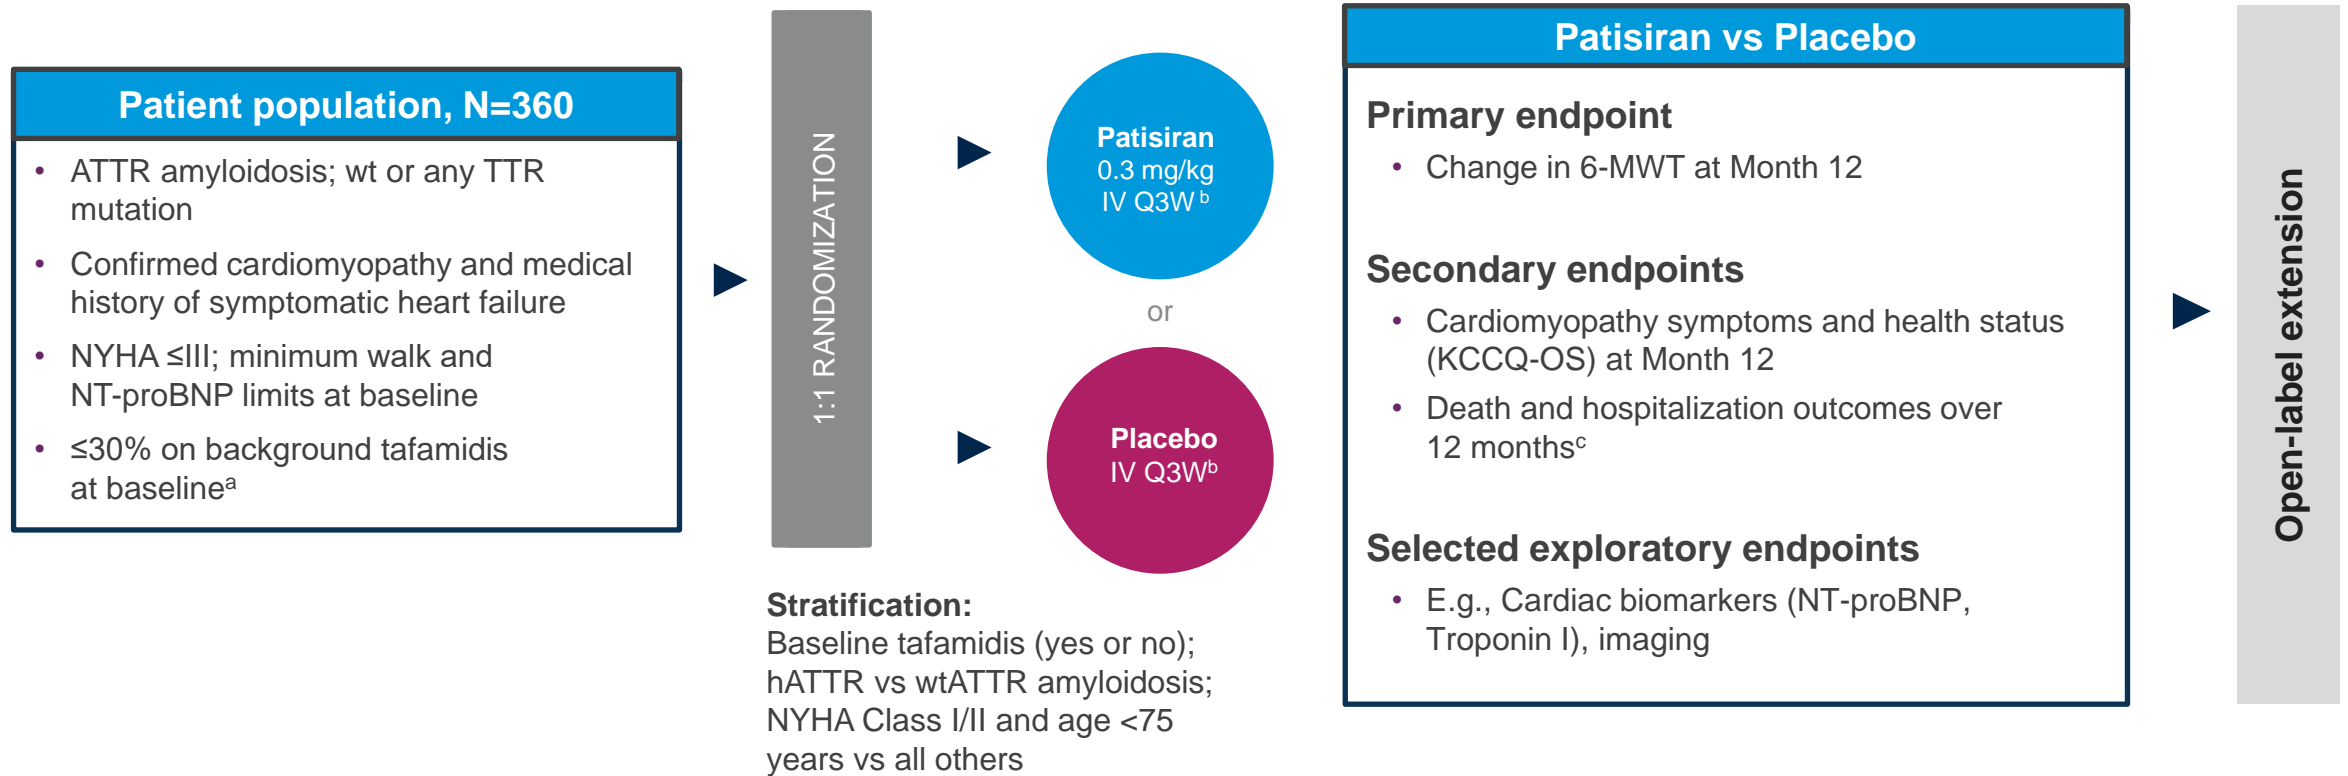 Patient population, N=360
• ATTR amyloidosis; wt or any TTR
mutation
• Confirmed cardiomyopathy and medical
history of symptomatic heart failure
• NYHA ≤III; minimum walk and
NT-proBNP limits at baseline
• ≤30% on background tafamidis
at baselineᵃ
1:1 RANDOMIZATION
Patisiran
0.3 mg/kg
IV Q3W ᵇ
or
Placebo
IV Q3Wᵇ
Stratification:
Baseline tafamidis (yes or no);
hATTR vs wtATTR amyloidosis;
NYHA Class I/II and age <75
years vs all others
Patisiran vs Placebo
Primary endpoint
• Change in 6-MWT at Month 12
Secondary endpoints
• Cardiomyopathy symptoms and health status
(KCCQ-OS) at Month 12
• Death and hospitalization outcomes over
12 monthsᶜ
Selected exploratory endpoints
• E.g., Cardiac biomarkers (NT-proBNP,
Troponin I), imaging
Open-label extension